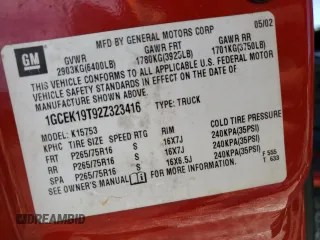 GM
MFD BY GENERAL MOTORS CORP 05/02
GVWR GAWR FRT GAWR RR
2903KG(6400LB) 1780KG(3925LB) 1701KG(3750LB)
THIS VEHICLE CONFORMS TO ALL APPLICABLE U.S. FEDERAL
MOTOR VEHICLE SAFETY STANDARDS IN EFFECT ON THE DATE OF
MANUFACTURE SHOWN ABOVE.
1GCEK19T92Z323416 TYPE: TRUCK
MODEL: K15753
KPHC TIRE SIZE SPEED RTG RIM COLD TIRE PRESSURE
FRT P265/75R16 S 16X7J 240KPA(35PSI)
RR P265/75R16 S 16X7J 240KPA(35PSI)
SPA P265/75R16 S 16X6.5J 240KPA(35PSI)
SEE OWNER'S MANUAL FOR MORE INFORMATION.
F 555
T 633
DREAMBID